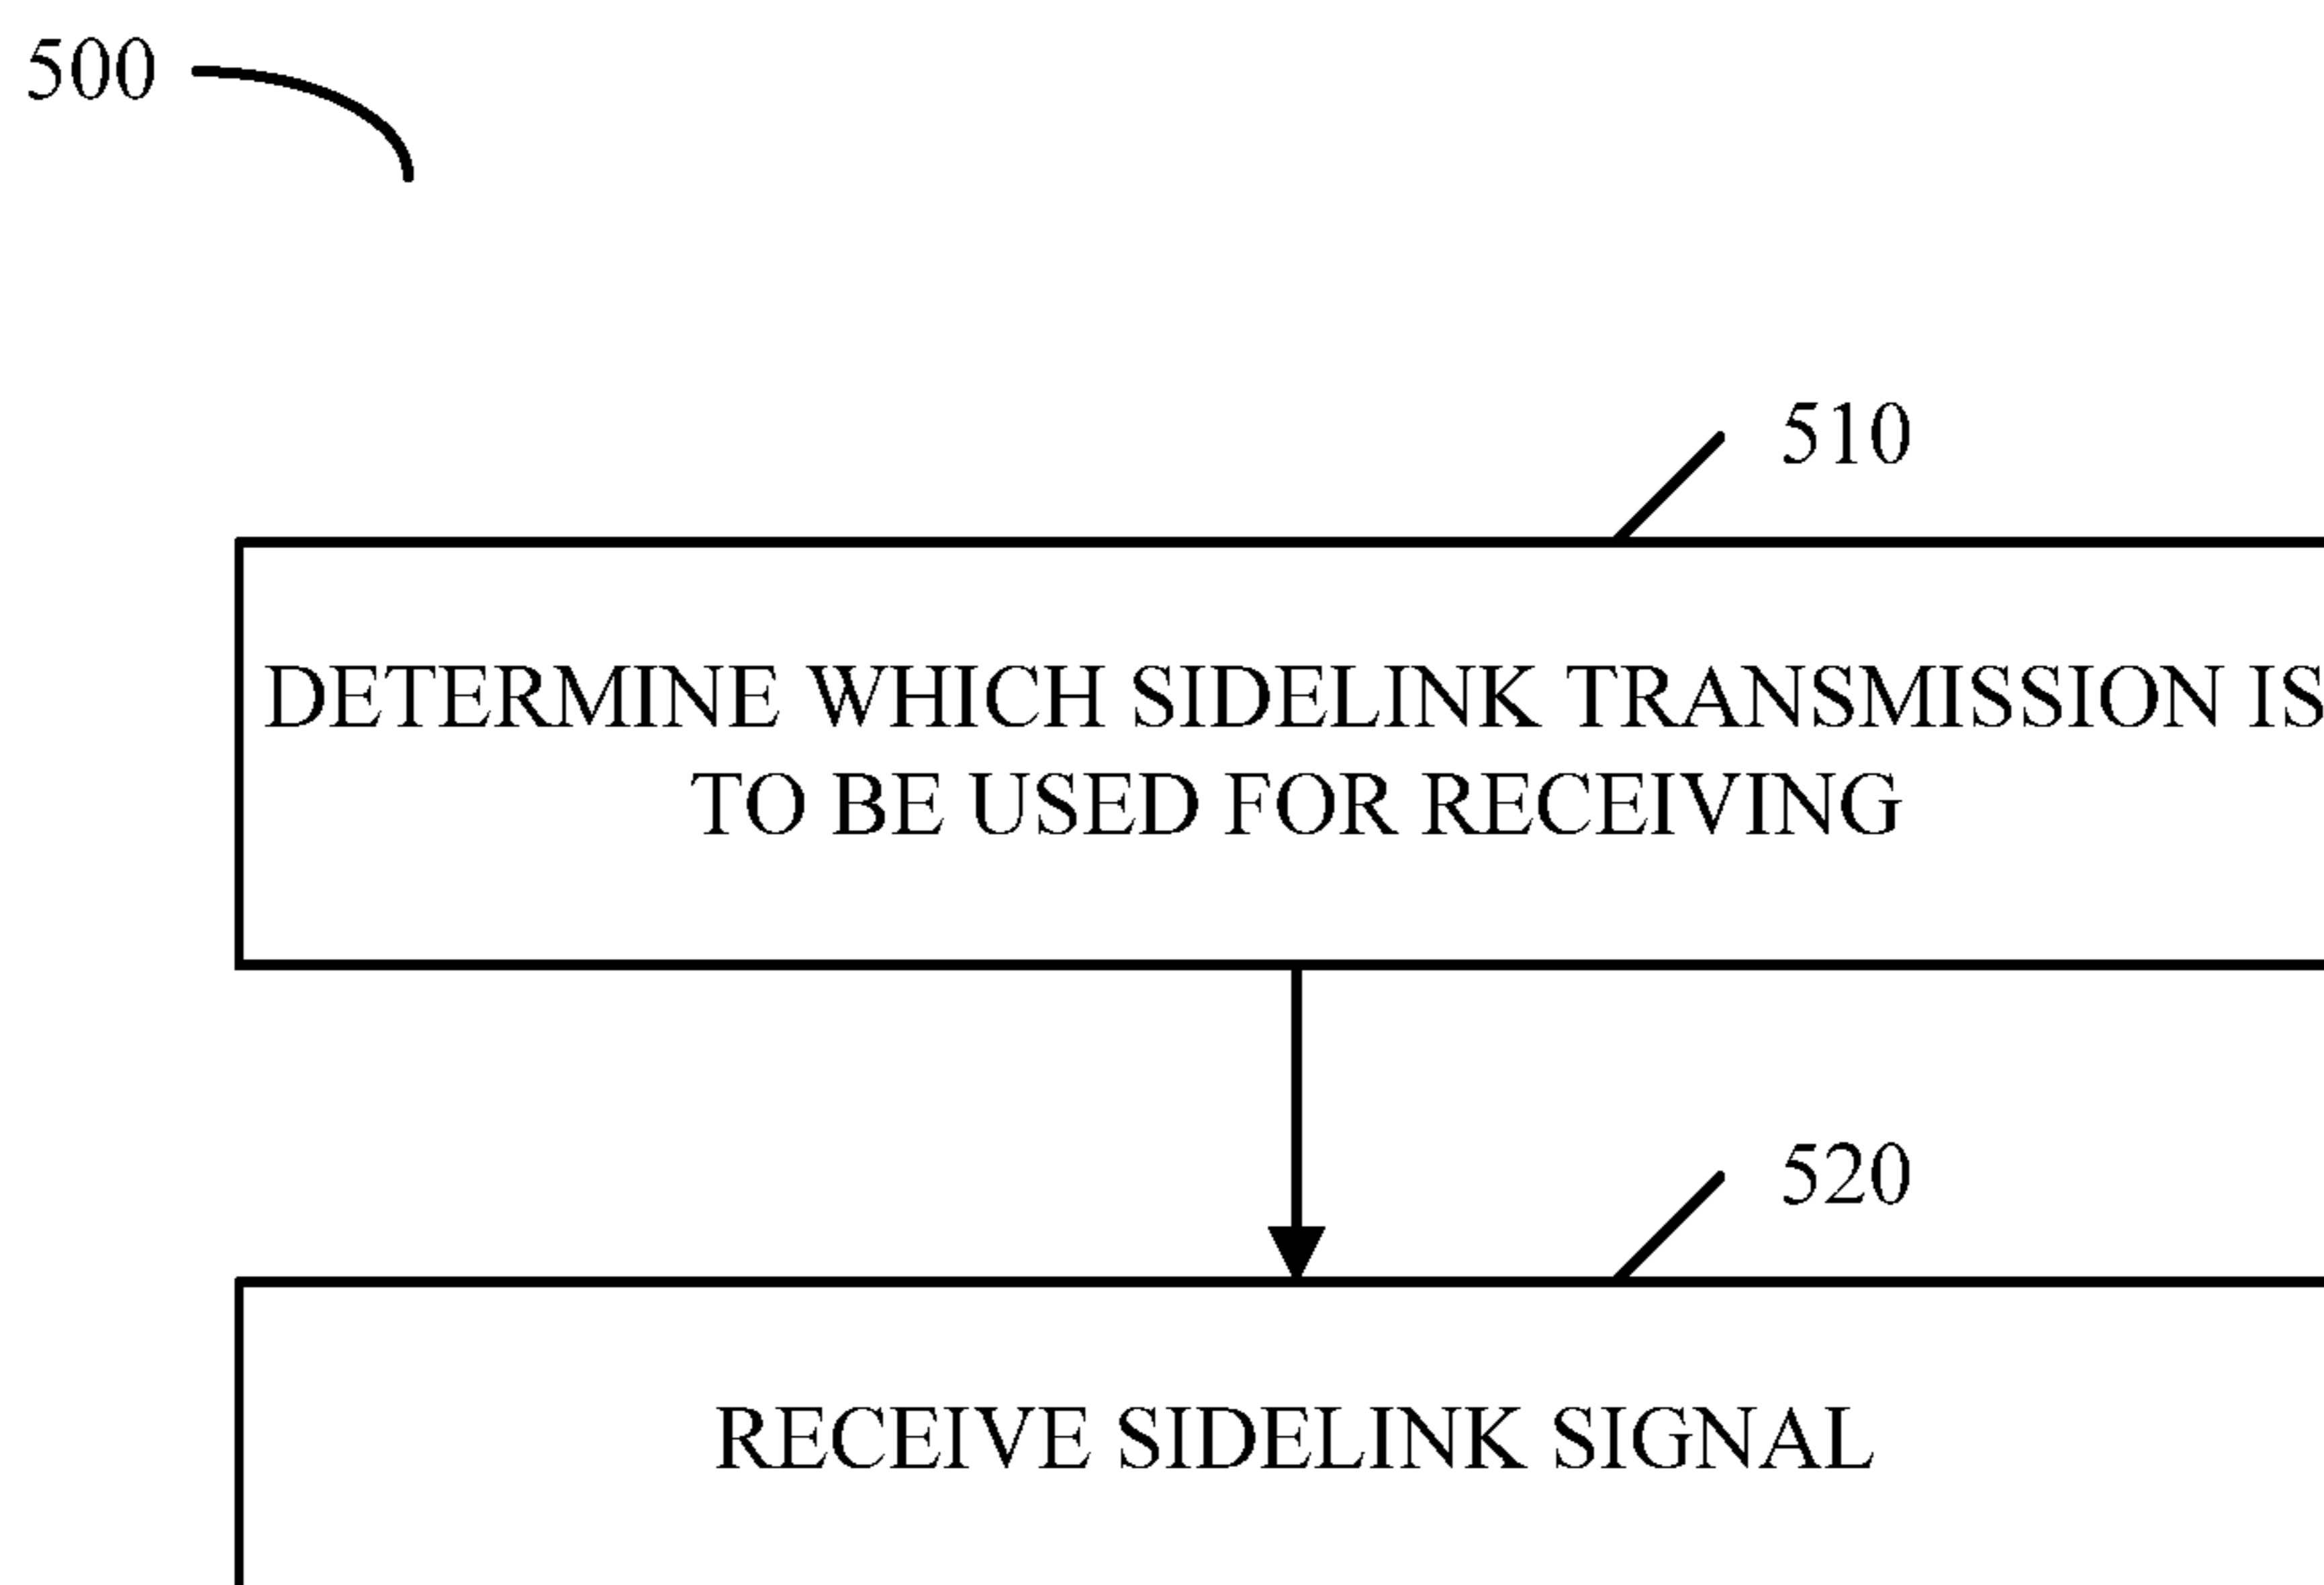 500
510
DETERMINE WHICH SIDELINK TRANSMISSION IS
TO BE USED FOR RECEIVING
520
RECEIVE SIDELINK SIGNAL